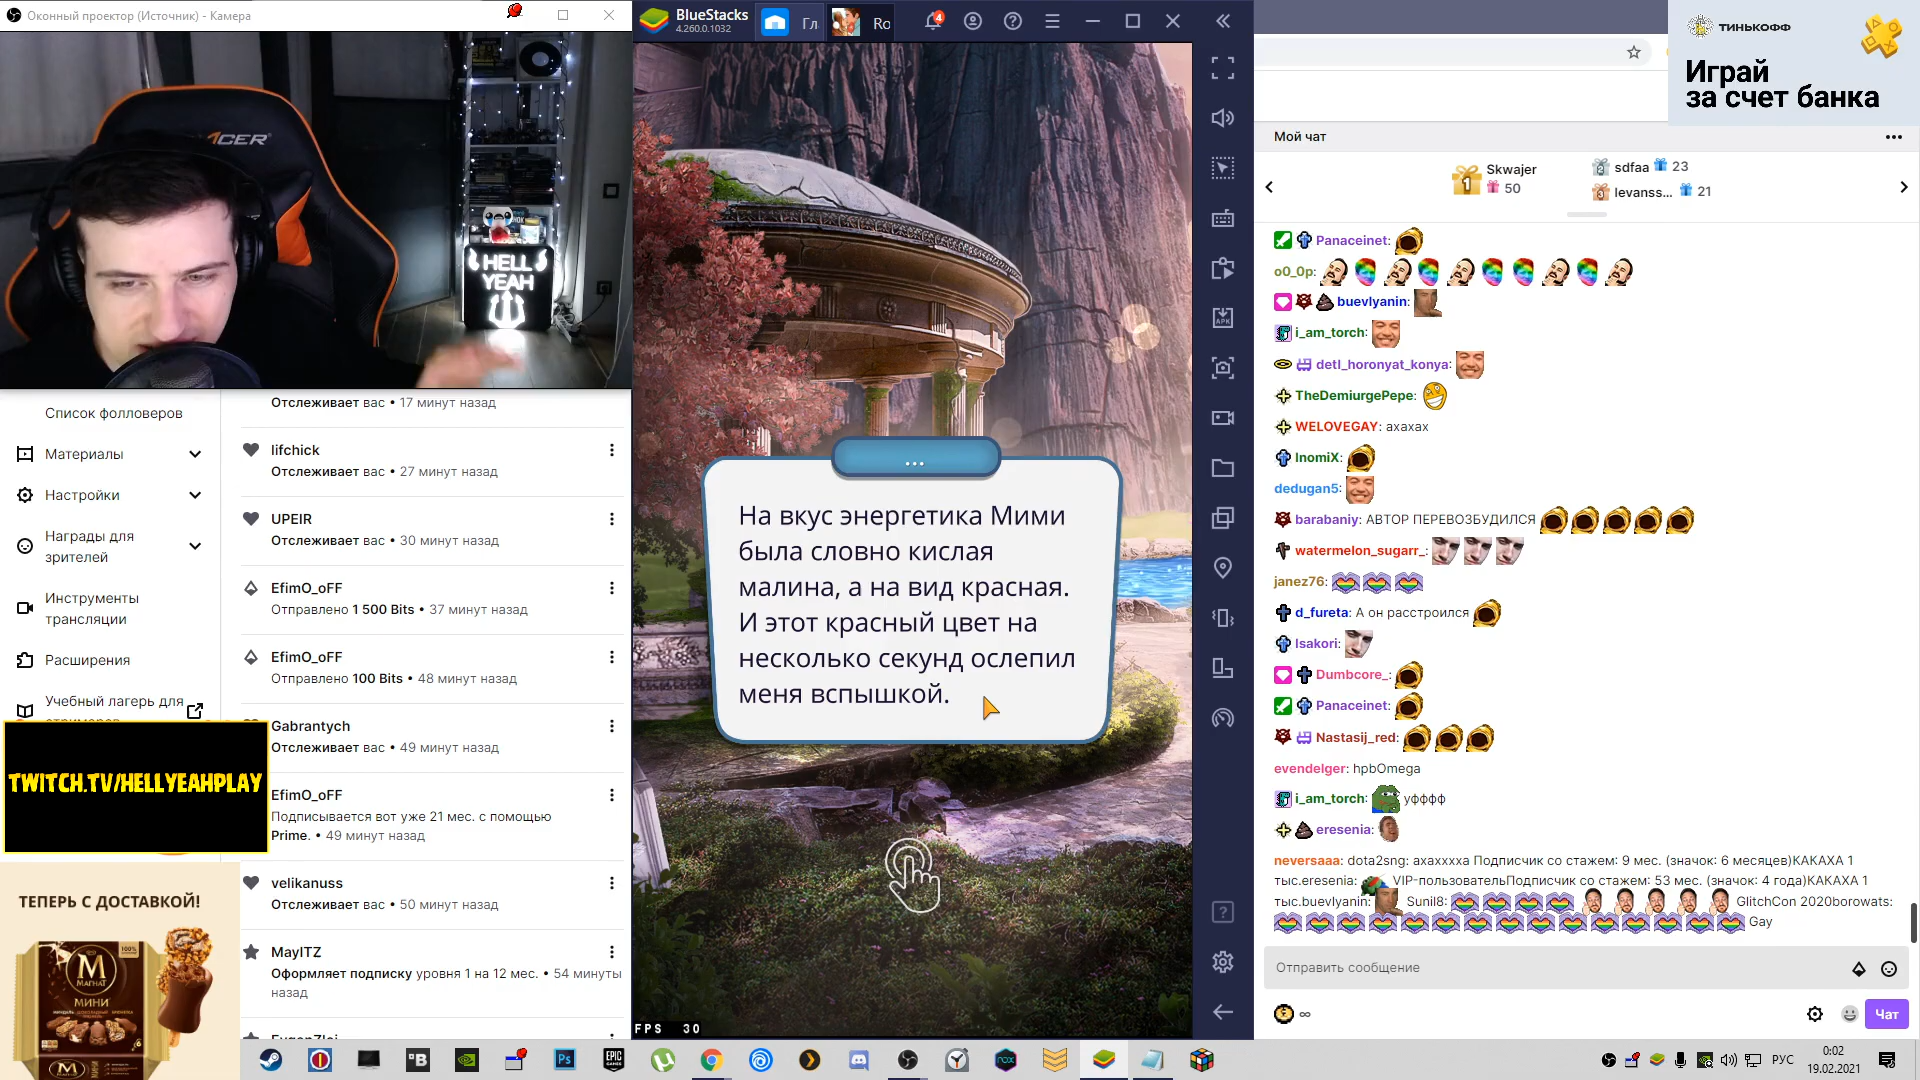 Оконный проектор (Источник) - Камера
ACER
HELL
YEAH
Список фолловеров
Материалы
Настройки
Награды для
зрителей
Инструменты
трансляции
Расширения
Учебный лагерь для
TWITCH.TV/HELLYEAHPLAY
ТЕПЕРЬ С ДОСТАВКОЙ!
100%
M
МАГНАТ
МИНИ
Отслеживает вас • 17 минут назад
lifchick
Отслеживает вас • 27 минут назад
UPEIR
Отслеживает вас • 30 минут назад
EfimO_oFF
Отправлено 1 500 Bits • 37 минут назад
EfimO_oFF
Отправлено 100 Bits • 48 минут назад
Gabrantych
Отслеживает вас • 49 минут назад
EfimO_oFF
Подписывается вот уже 21 мес. с помощью
Prime. • 49 минут назад
velikanuss
Отслеживает вас • 50 минут назад
MayITZ
Оформляет подписку уровня 1 на 12 мес. • 54 минуты
назад
BlueStacks
4.260.0.1032
Гл
Ro
4
...
На вкус энергетика Мими
была словно кислая
малина, а на вид красная.
И этот красный цвет на
несколько секунд ослепил
меня вспышкой.
FPS 30
ТИНЬКОФФ
Играй
за счет банка
Мой чат
1 Skwajer
50
2 sdfaa 23
3 levanss... 21
Panaceinet:
o0_0p:
buevlyanin:
i_am_torch:
detI_horonyat_konya:
TheDemiurgePepe:
WELOVEGAY: ахахах
InomiX:
dedugan5:
barabaniy: АВТОР ПЕРЕВОЗБУДИЛСЯ
watermelon_sugarr_:
janez76:
d_fureta: А он расстроился
Isakori:
Dumbcore_:
Panaceinet:
Nastasij_red:
evendelger: hpbOmega
i_am_torch: уфффф
eresenia:
neversaaa: dota2sng: ахаххххa Подписчик со стажем: 9 мес. (значок: 6 месяцев)КАКАХА 1
тыс.eresenia: VIP-пользовательПодписчик со стажем: 53 мес. (значок: 4 года)КАКАХА 1
тыс.buevlyanin: Sunil8: GlitchCon 2020borowats:
Gay
Отправить сообщение
∞
Чат
РУС
0:02
19.02.2021